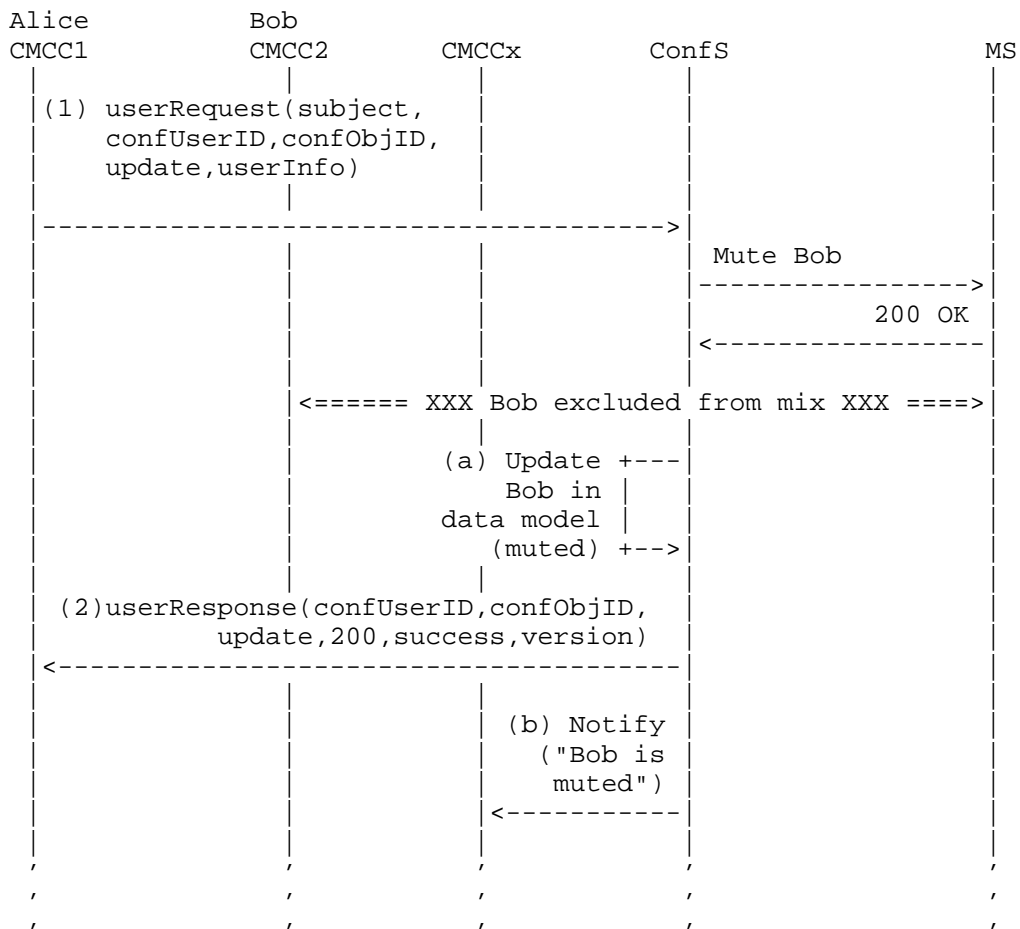 Alice Bob
CMCC1 CMCC2 CMCCx ConfS MS
(1) userRequest(subject,
confUserID,confObjID,
update,userInfo)
Mute Bob
200 OK
<====== XXX Bob excluded from mix XXX ====>
(a) Update
Bob in
data model
(muted)
(2)userResponse(confUserID,confObjID,
update,200,success,version)
(b) Notify
("Bob is
muted")